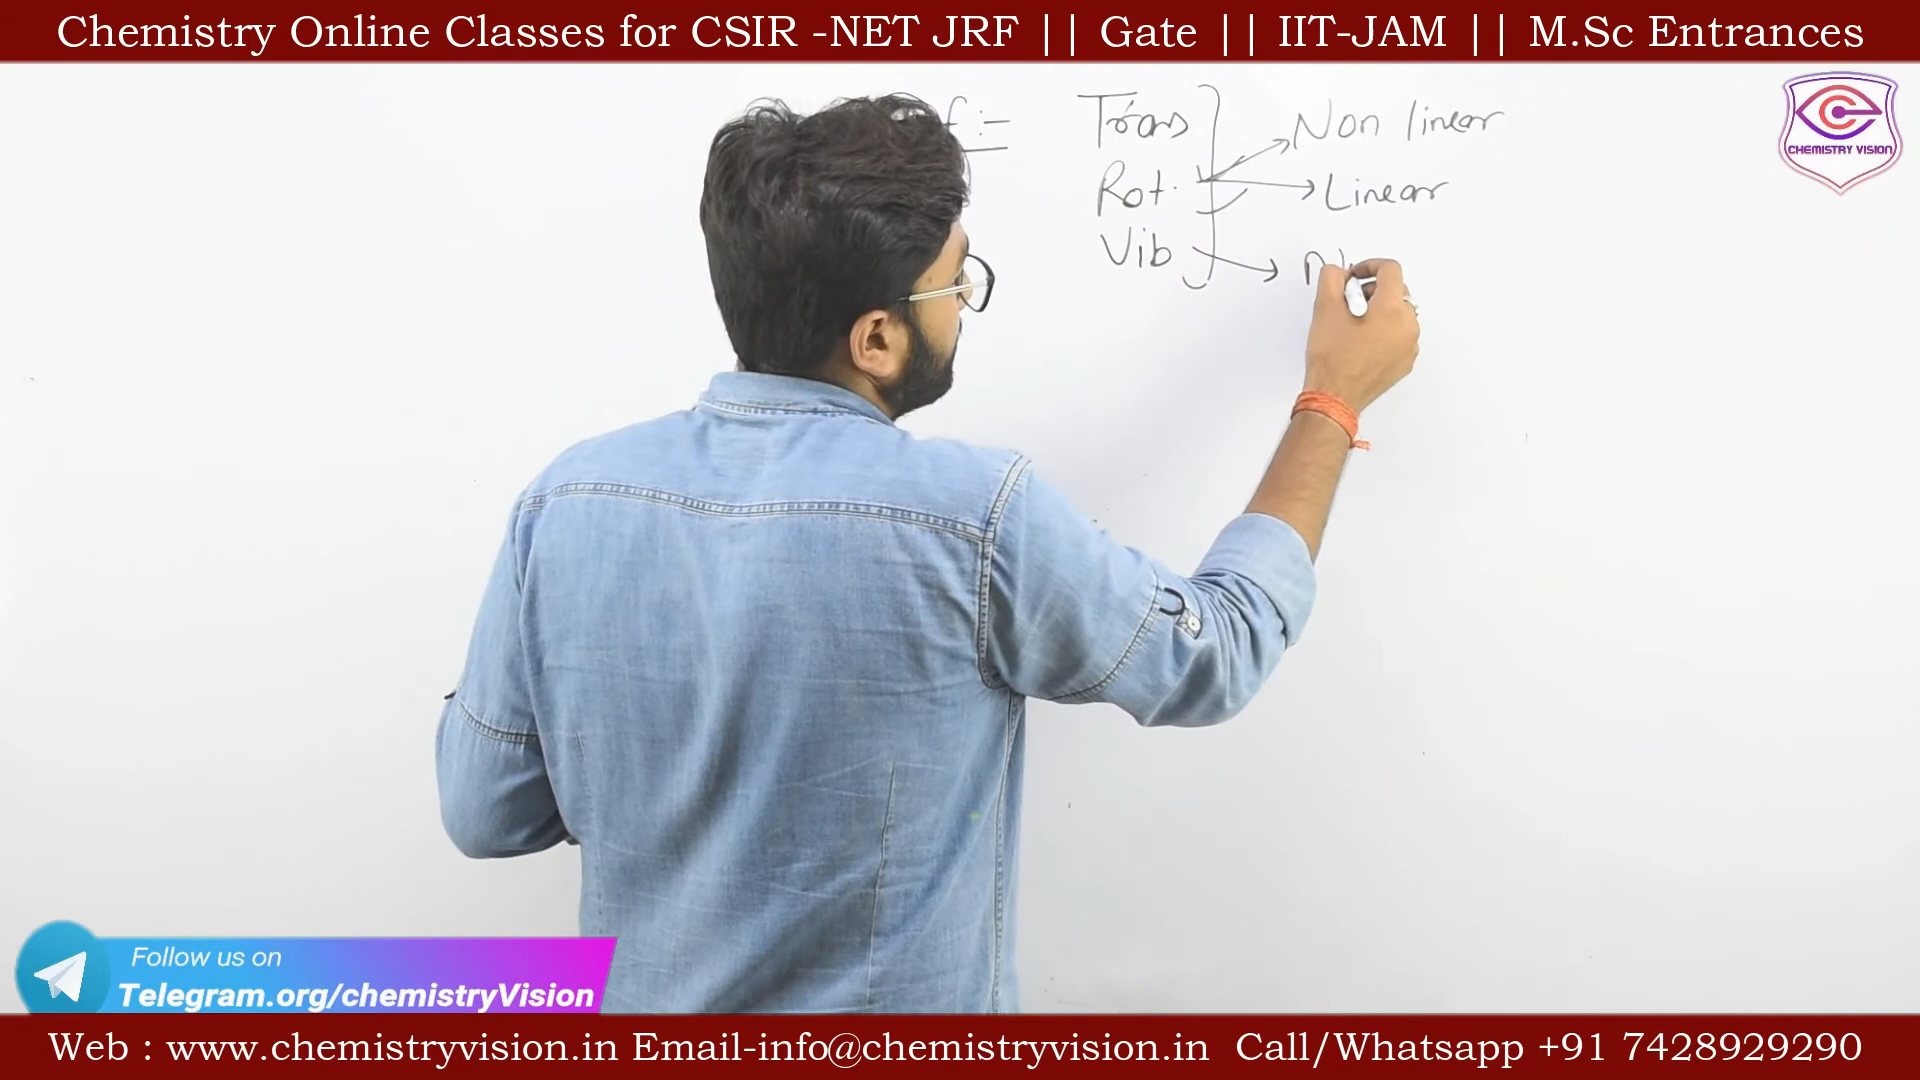 Chemistry Online Classes for CSIR -NET JRF || Gate || IIT-JAM || M.Sc Entrances
CHEMISTRY VISION
f :-
Trans
Non linear
Rot.
Linear
Vib
Follow us on
Telegram.org/chemistryVision
Web : www.chemistryvision.in Email-info@chemistryvision.in Call/Whatsapp +91 7428929290